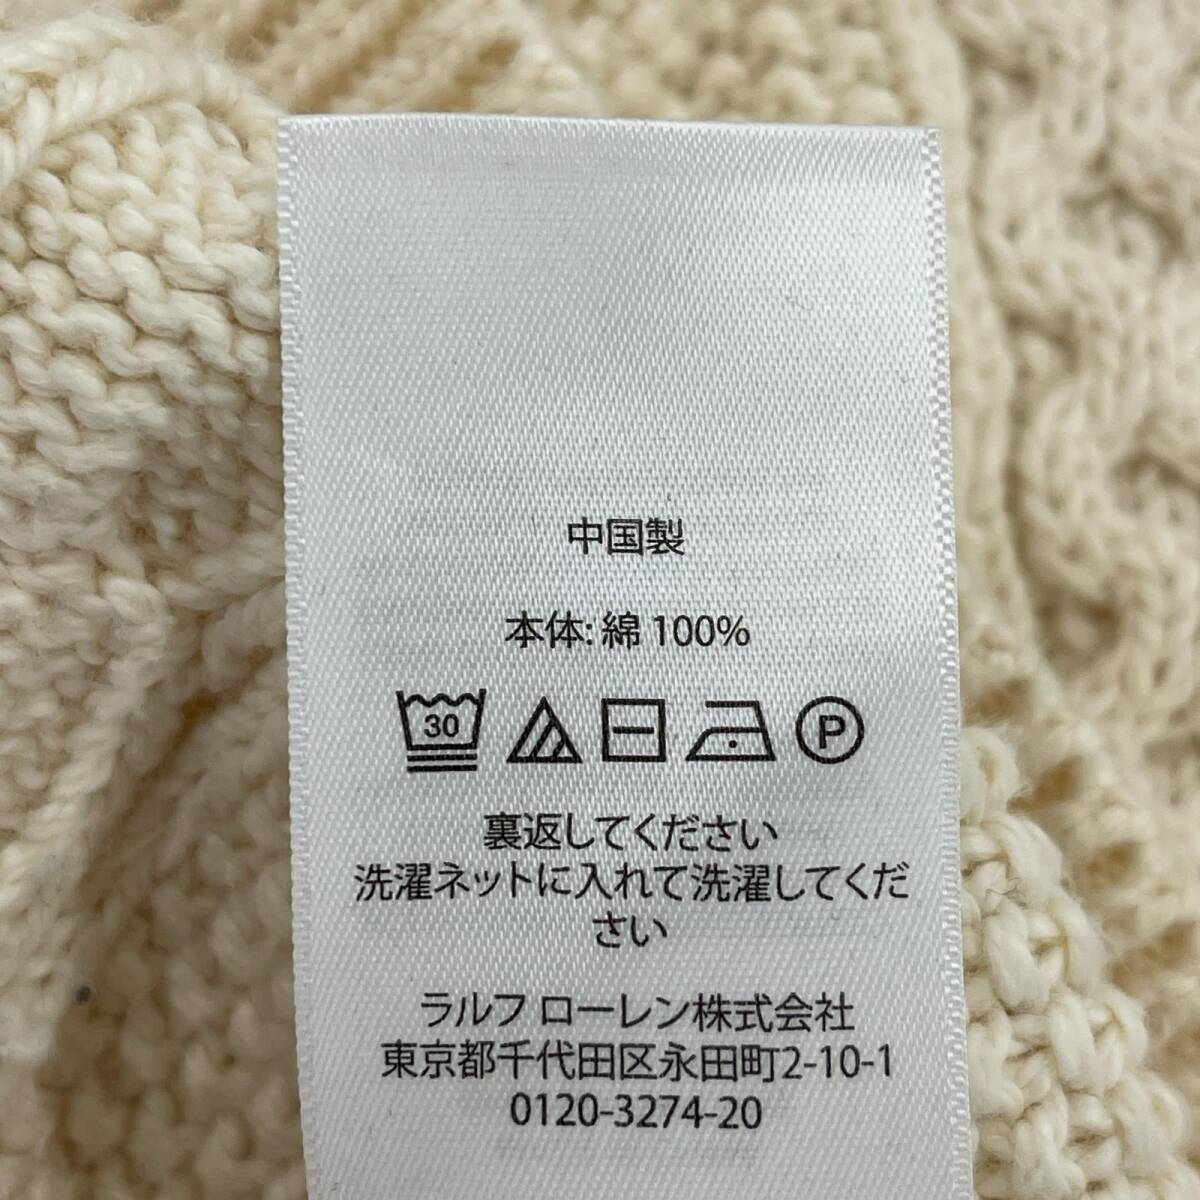 中国製
本体: 綿 100%
30 P
裏返してください
洗濯ネットに入れて洗濯してくだ
さい
ラルフ ローレン株式会社
東京都千代田区永田町2-10-1
0120-3274-20